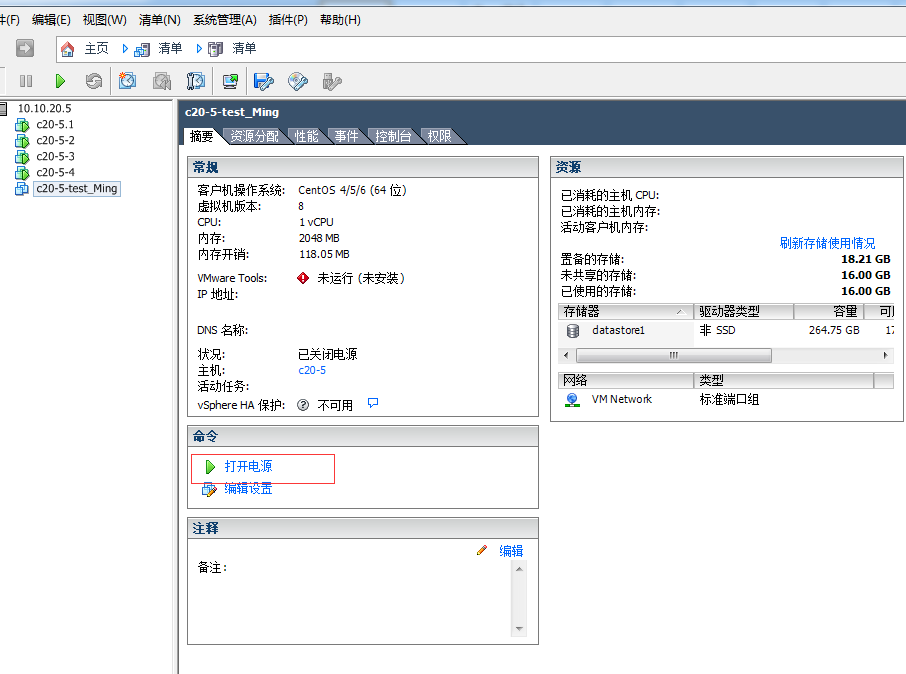 件(F) 编辑(E) 视图(W) 清单(N) 系统管理(A) 插件(P) 帮助(H)
主页 清单 清单
10.10.20.5
c20-5.1
c20-5-2
c20-5-3
c20-5-4
c20-5-test_Ming
c20-5-test_Ming
摘要 资源分配 性能 事件 控制台 权限
常规
客户机操作系统: CentOS 4/5/6 (64 位)
虚拟机版本: 8
CPU: 1 vCPU
内存: 2048 MB
内存开销: 118.05 MB
VMware Tools: 未运行 (未安装)
IP 地址:
DNS 名称:
状况: 已关闭电源
主机: c20-5
活动任务:
vSphere HA 保护: 不可用
命令
打开电源
编辑设置
注释
编辑
备注:
资源
已消耗的主机 CPU:
已消耗的主机内存:
活动客户机内存:
刷新存储使用情况
置备的存储: 18.21 GB
未共享的存储: 16.00 GB
已使用的存储: 16.00 GB
存储器 驱动器类型 容量 可
datastore1 非 SSD 264.75 GB 17
网络 类型
VM Network 标准端口组